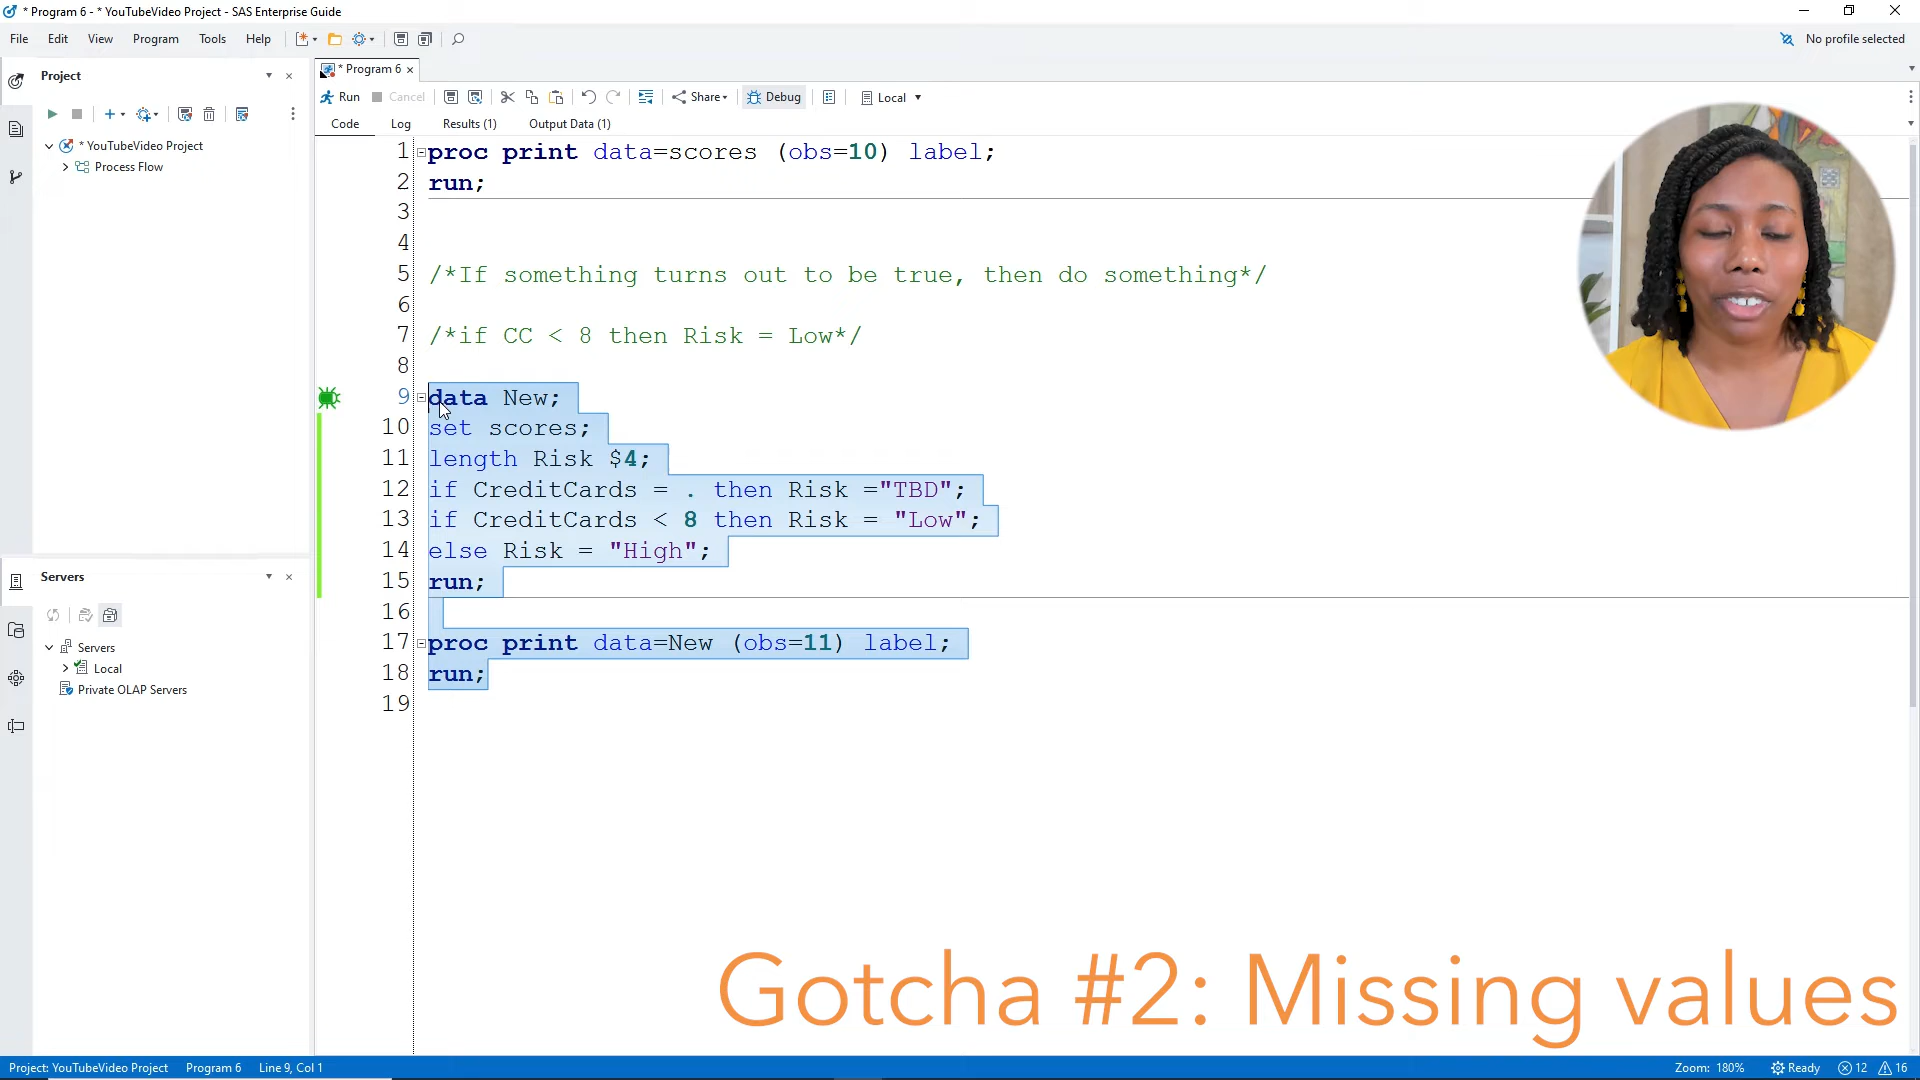 * Program 6 - * YouTubeVideo Project - SAS Enterprise Guide
File Edit View Program Tools Help
No profile selected
Project
* YouTubeVideo Project
Process Flow
* Program 6
Run Cancel Share Debug Local
Code Log Results (1) Output Data (1)
1 proc print data=scores (obs=10) label;
2 run;
3
4
5 /*If something turns out to be true, then do something*/
6
7 /*if CC < 8 then Risk = Low*/
8
9 data New;
10 set scores;
11 length Risk $4;
12 if CreditCards = . then Risk ="TBD";
13 if CreditCards < 8 then Risk = "Low";
14 else Risk = "High";
15 run;
16
17 proc print data=New (obs=11) label;
18 run;
19
Servers
Servers
Local
Private OLAP Servers
Gotcha #2: Missing values
Project: YouTubeVideo Project Program 6 Line 9, Col 1 Zoom: 180% Ready 12 16